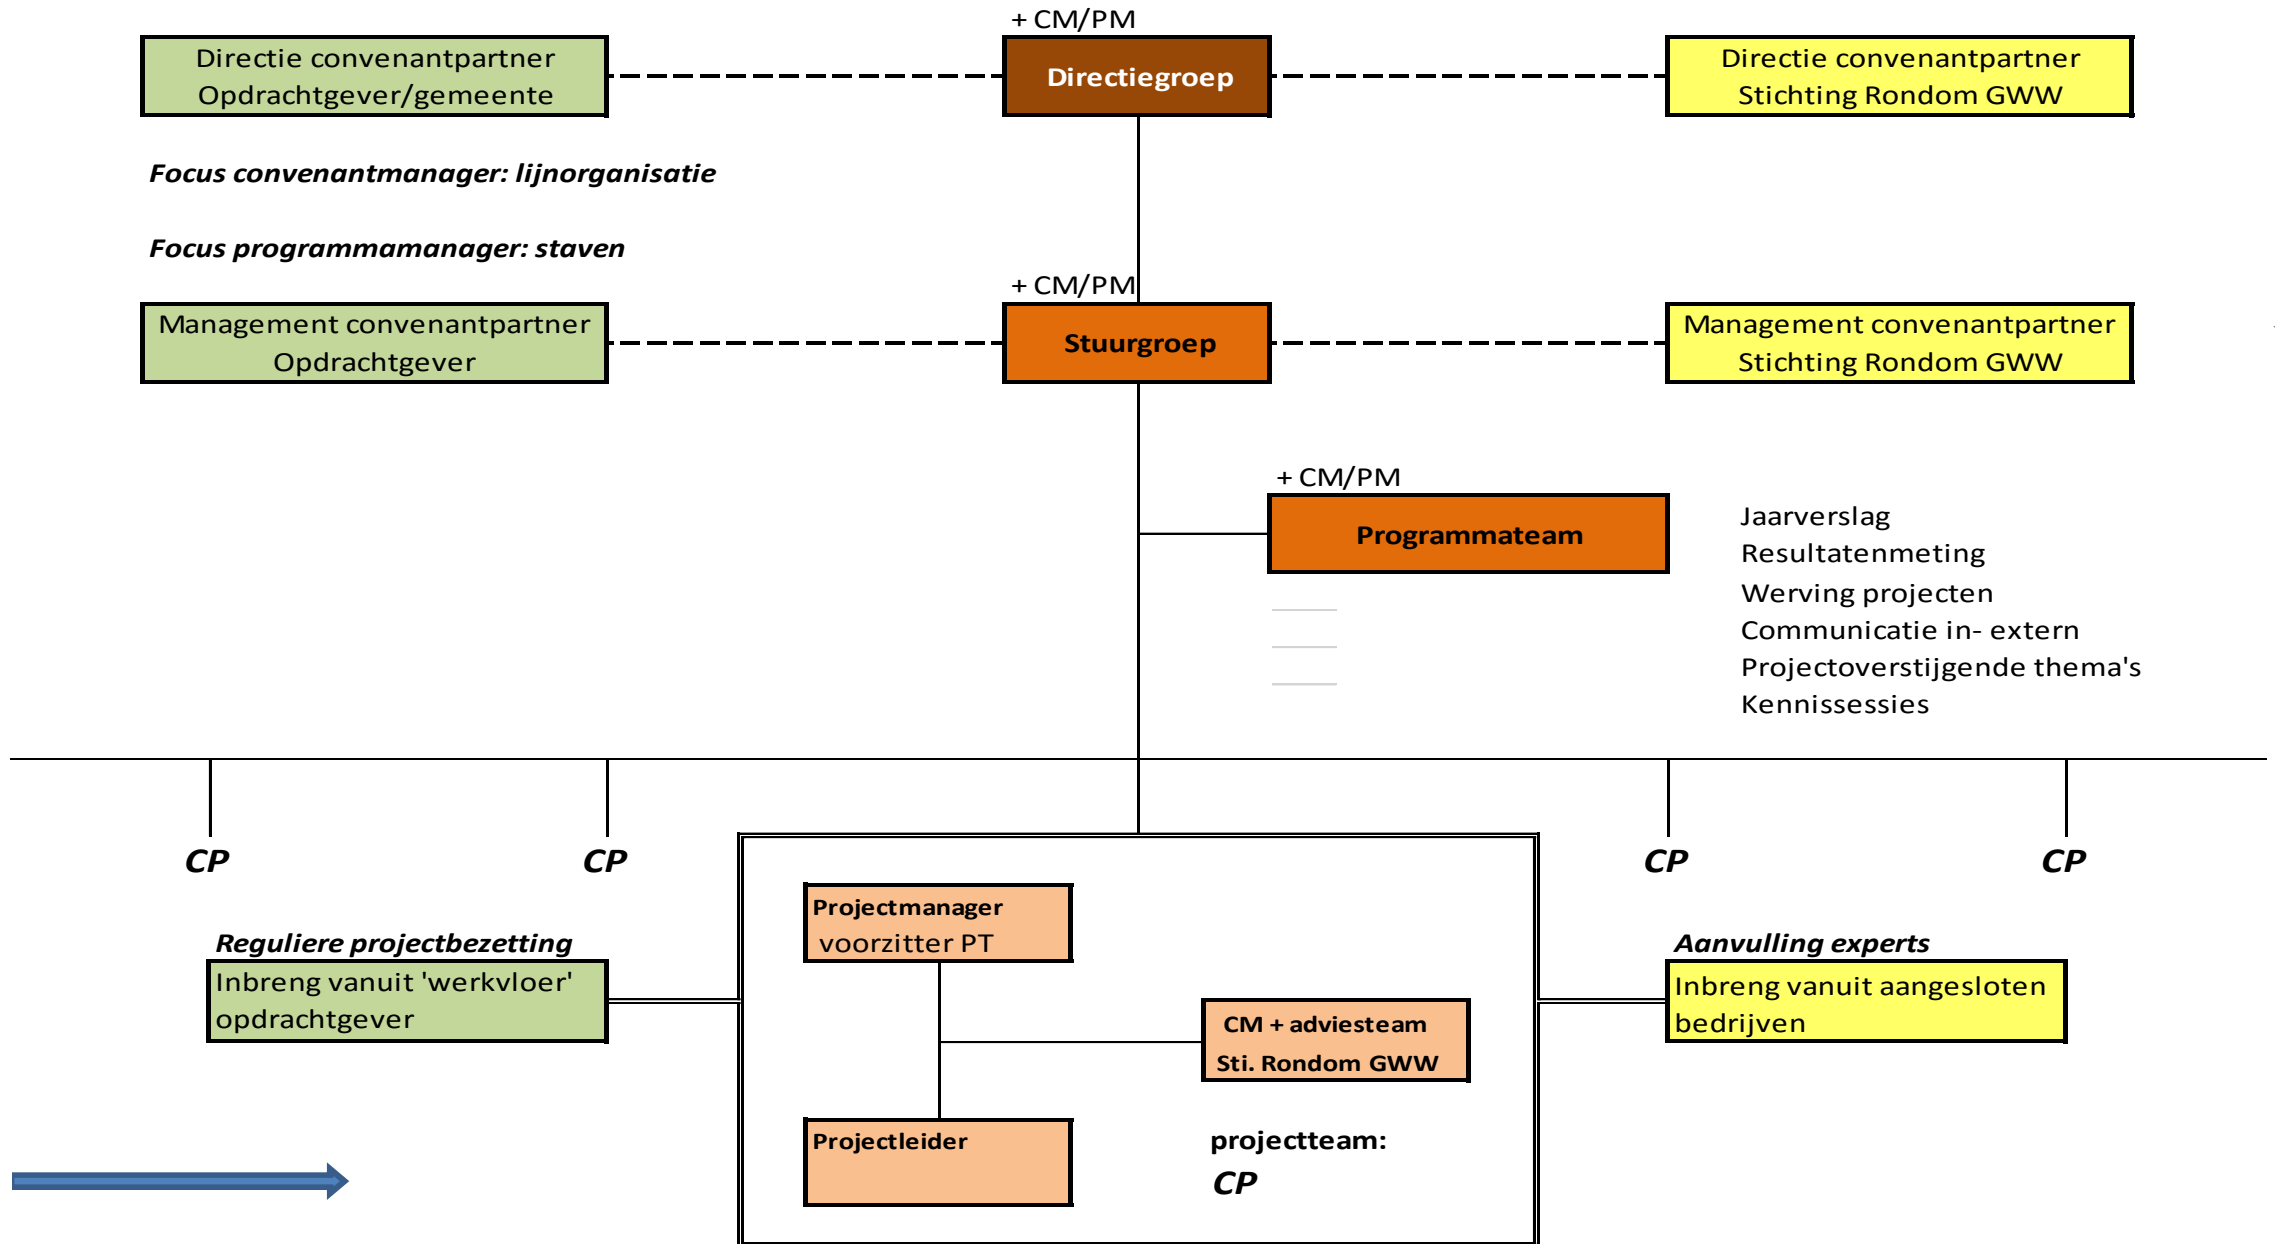 + CM/PM
Directie convenantpartner
Opdrachtgever/gemeente
Directiegroep
Directie convenantpartner
Stichting Rondom GWW
Focus convenantmanager: lijnorganisatie
Focus programmamanager: staven
+ CM/PM
Management convenantpartner
Opdrachtgever
Stuurgroep
Management convenantpartner
Stichting Rondom GWW
+ CM/PM
Programmateam
Jaarverslag
Resultatenmeting
Werving projecten
Communicatie in- extern
Projectoverstijgende thema's
Kennissessies
CP
CP
CP
CP
Reguliere projectbezetting
Inbreng vanuit 'werkvloer'
opdrachtgever
Projectmanager
voorzitter PT
CM + adviesteam
Sti. Rondom GWW
Projectleider
projectteam:
CP
Aanvulling experts
Inbreng vanuit aangesloten
bedrijven